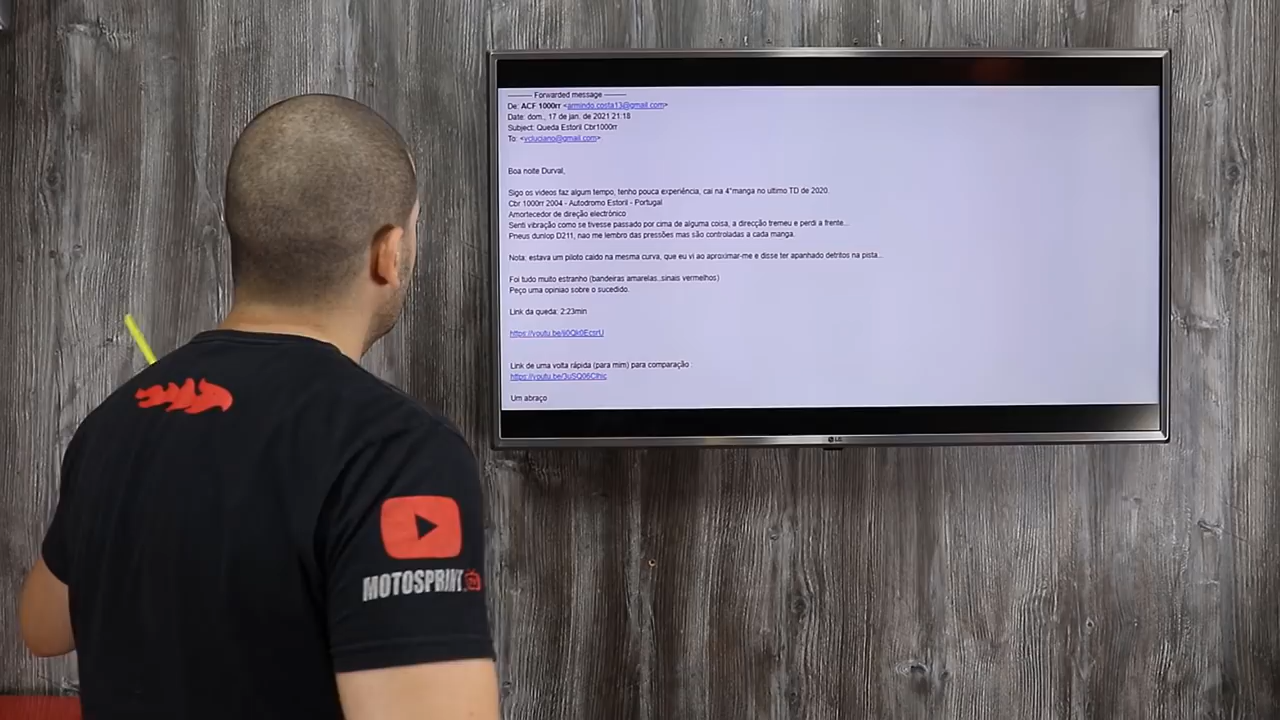 ---------- Forwarded message ----------
De: ACF 1000rr <armindo.costa13@gmail.com>
Date: dom., 17 de jan. de 2021 21:18
Subject: Queda Estoril Cbr1000rr
To: <vcluciano@gmail.com>
Boa noite Durval,
Sigo os videos faz algum tempo, tenho pouca experiência, cai na 4ªmanga no ultimo TD de 2020.
Cbr 1000rr 2004 - Autodromo Estoril - Portugal
Amortecedor de direção electrónico
Senti vibração como se tivesse passado por cima de alguma coisa, a direcção tremeu e perdi a frente...
Pneus dunlop D211, nao me lembro das pressões mas são controladas a cada manga.
Nota: estava um piloto caido na mesma curva, que eu vi ao aproximar-me e disse ter apanhado detritos na pista...
Foi tudo muito estranho (bandeiras amarelas..sinais vermelhos)
Peço uma opiniao sobre o sucedido.
Link da queda: 2:23min
Link de uma volta rápida (para mim) para comparação
Um abraço
LG
MOTOSPRINT